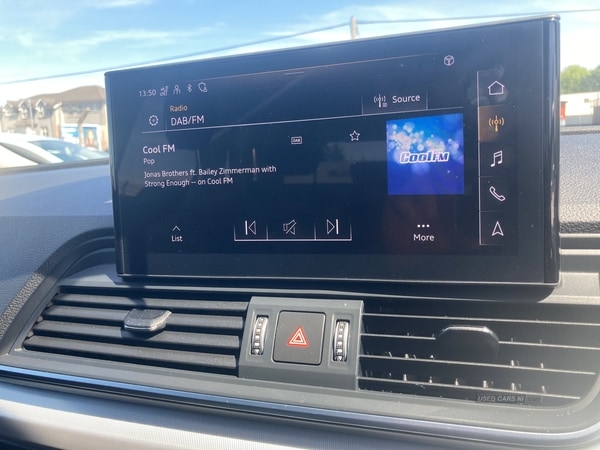 13:50
Radio
DAB/FM
Source
Cool FM
DAB
Pop
Jonas Brothers ft. Bailey Zimmerman with
Strong Enough -- on Cool FM
CoolFM
List
More
USED CARS NI